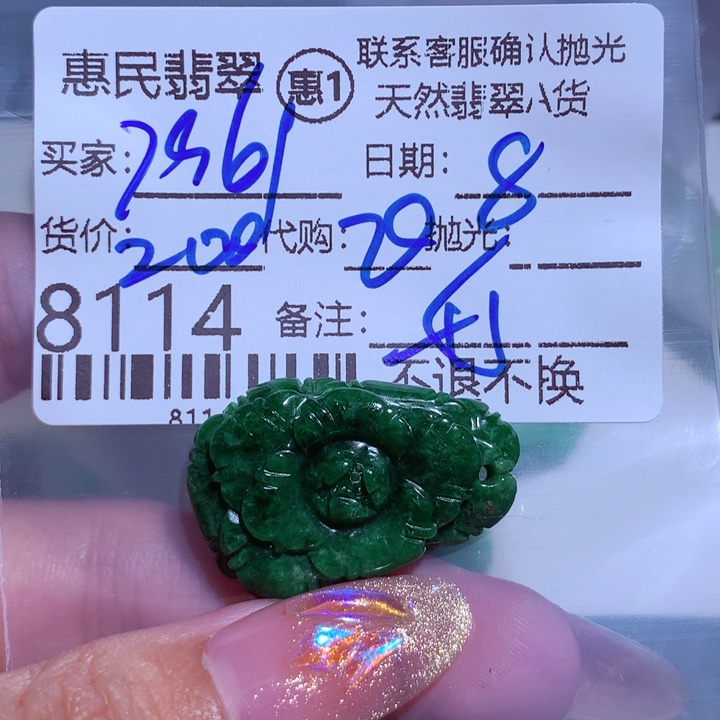 惠民翡翠 惠1 联系客服确认抛光
天然翡翠A货
买家: 日期: 8
货价: 200 代购: 20 抛光:
8114 备注:
不退不换
811